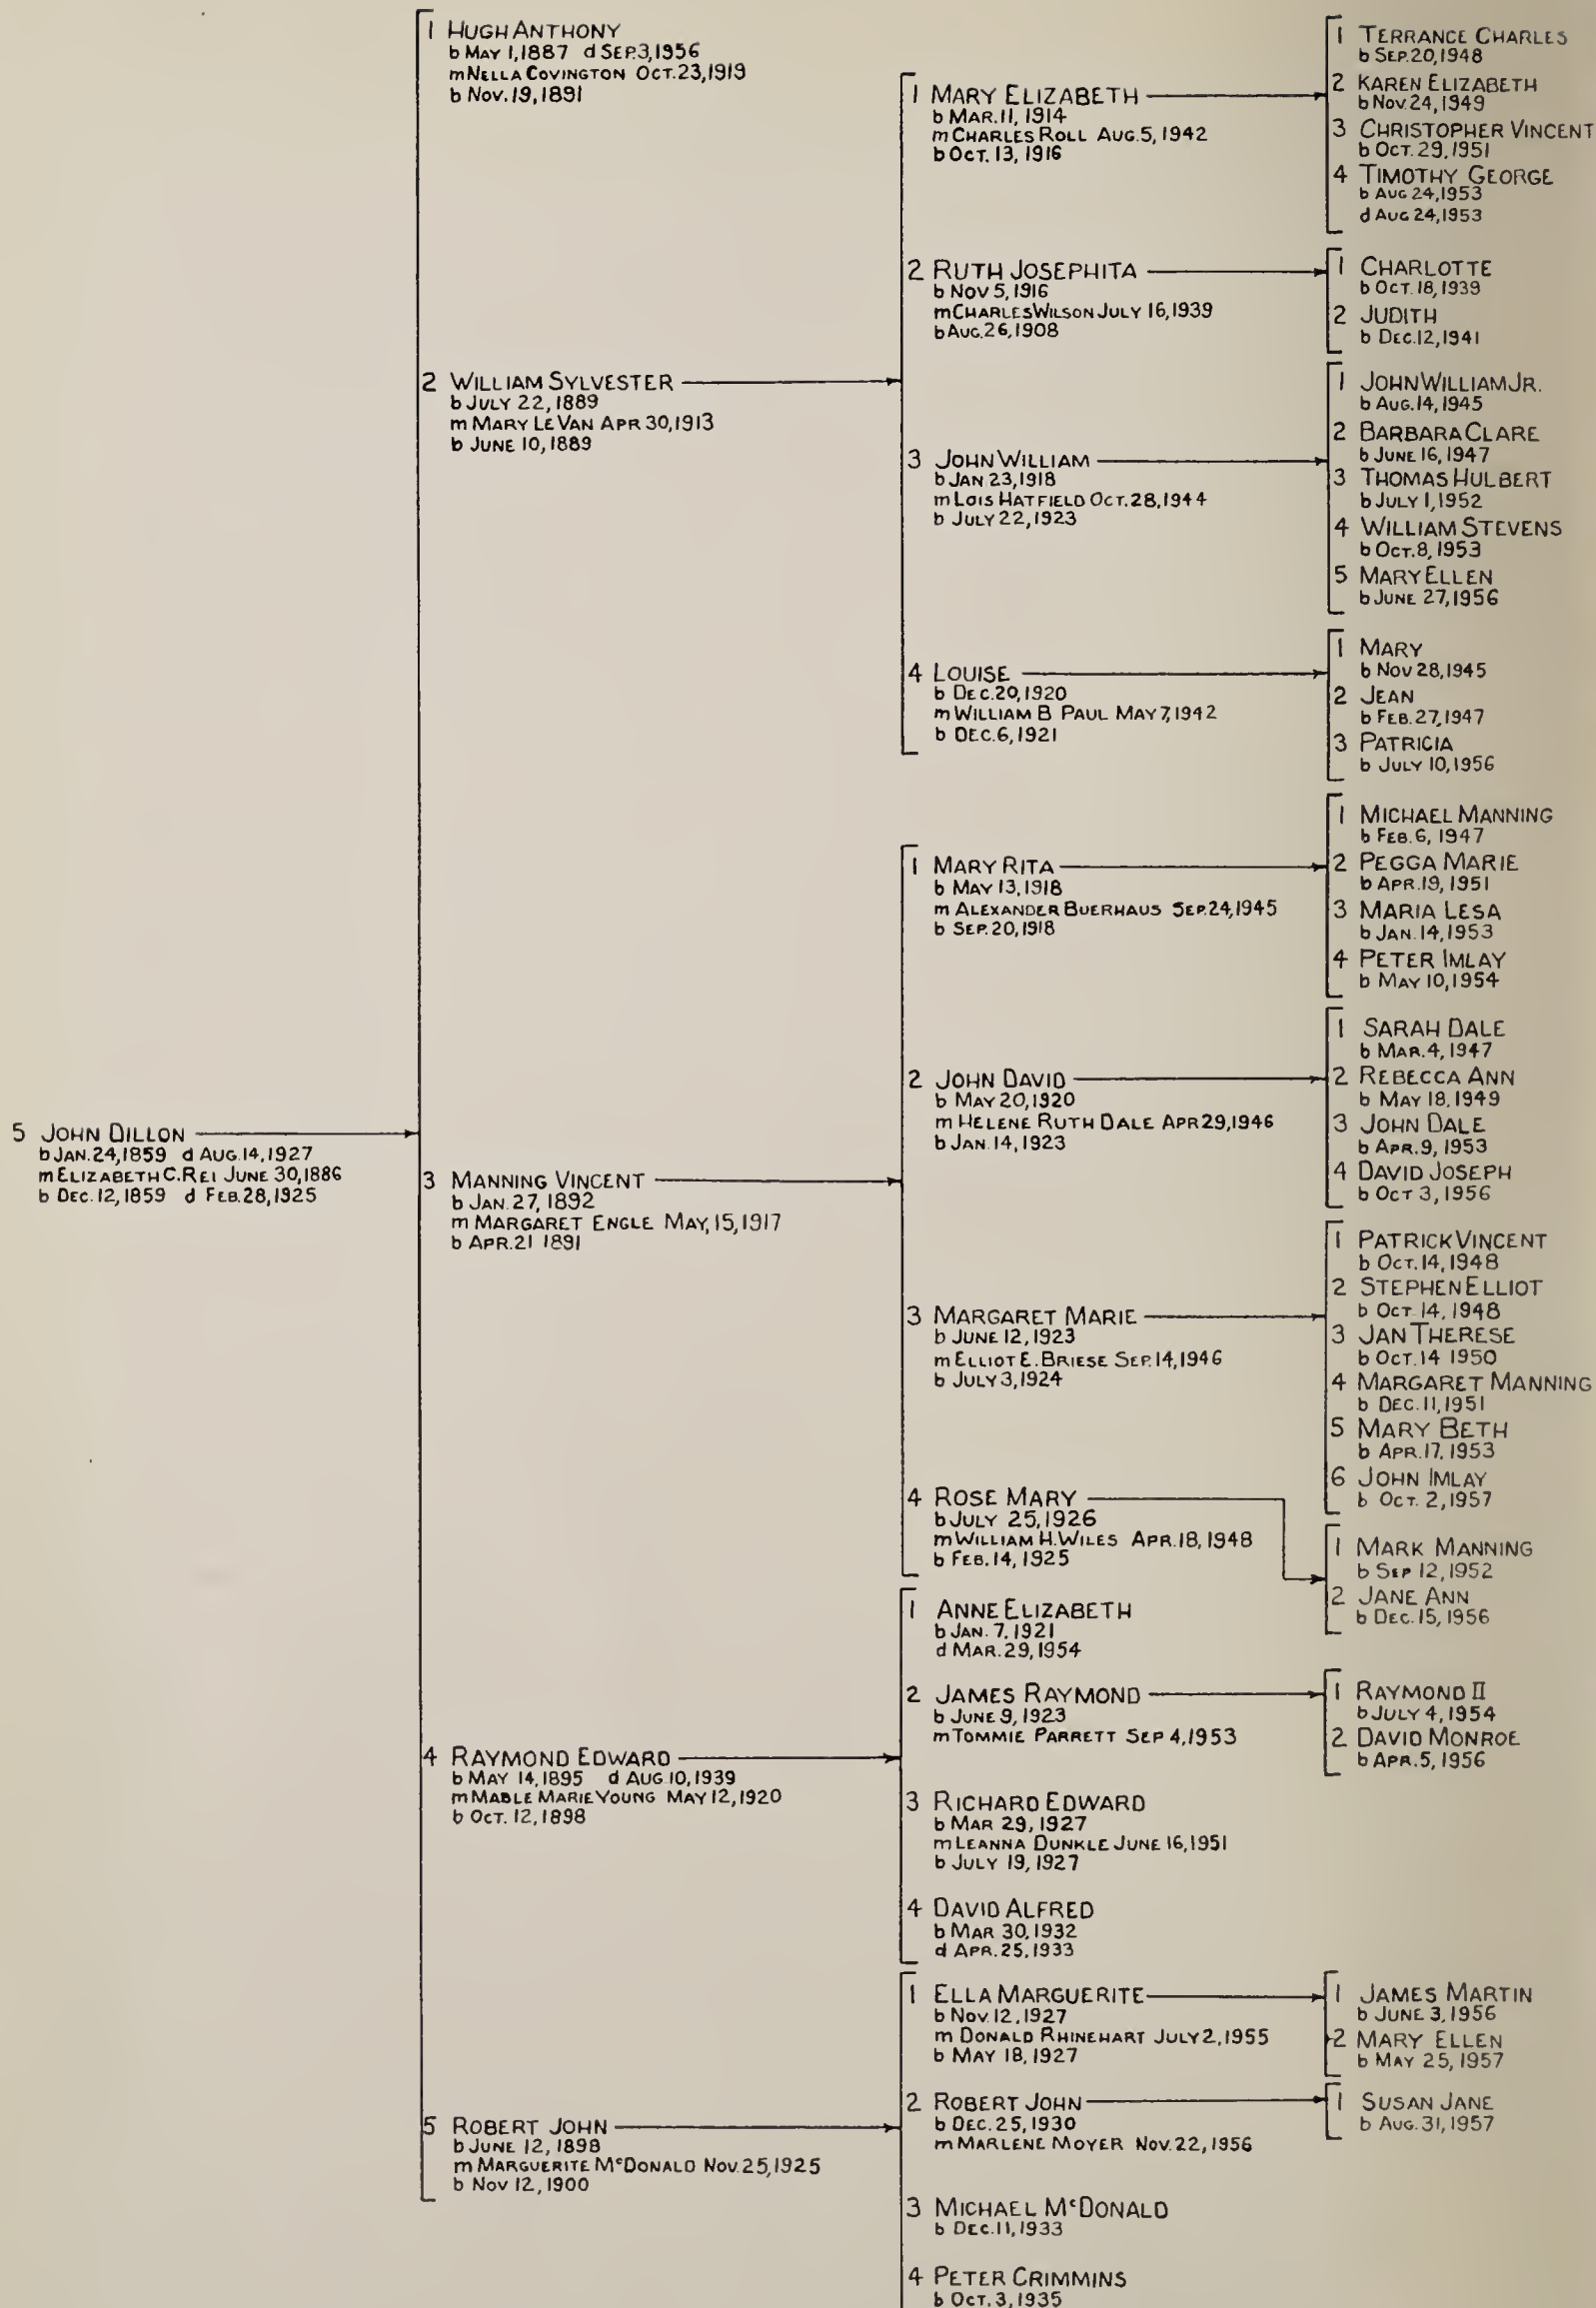 5 JOHN DILLON
b JAN. 24, 1859 d AUG. 14, 1927
m ELIZABETH C. REI JUNE 30, 1886
b DEC. 12, 1859 d FEB. 28, 1925
1 HUGH ANTHONY
b MAY 1, 1887 d SEP. 3, 1956
m NELLA COVINGTON OCT. 23, 1919
b NOV. 19, 1891
2 WILLIAM SYLVESTER
b JULY 22, 1889
m MARY LEVAN APR 30, 1913
b JUNE 10, 1889
3 MANNING VINCENT
b JAN. 27, 1892
m MARGARET ENGLE MAY, 15, 1917
b APR. 21 1891
4 RAYMOND EDWARD
b MAY 14, 1895 d AUG. 10, 1939
m MABLE MARIE YOUNG MAY 12, 1920
b OCT. 12, 1898
5 ROBERT JOHN
b JUNE 12, 1898
m MARGUERITE McDONALD NOV. 25, 1925
b NOV 12, 1900
1 MARY ELIZABETH
b MAR. 11, 1914
m CHARLES ROLL AUG. 5, 1942
b OCT. 13, 1916
2 RUTH JOSEPHITA
b NOV 5, 1916
m CHARLES WILSON JULY 16, 1939
b AUG. 26, 1908
3 JOHN WILLIAM
b JAN 23, 1918
m LOIS HATFIELD OCT. 28, 1944
b JULY 22, 1923
4 LOUISE
b DEC. 20, 1920
m WILLIAM B PAUL MAY 7, 1942
b DEC. 6, 1921
1 MARY RITA
b MAY 13, 1918
m ALEXANDER BUERHAUS SEP. 24, 1945
b SEP. 20, 1918
2 JOHN DAVID
b MAY 20, 1920
m HELENE RUTH DALE APR 29, 1946
b JAN. 14, 1923
3 MARGARET MARIE
b JUNE 12, 1923
m ELLIOT E. BRIESE SEP. 14, 1946
b JULY 3, 1924
4 ROSE MARY
b JULY 25, 1926
m WILLIAM H. WILES APR. 18, 1948
b FEB. 14, 1925
1 ANNE ELIZABETH
b JAN. 7, 1921
d MAR. 29, 1954
2 JAMES RAYMOND
b JUNE 9, 1923
m TOMMIE PARRETT SEP 4, 1953
3 RICHARD EDWARD
b MAR 29, 1927
m LEANNA DUNKLE JUNE 16, 1951
b JULY 19, 1927
4 DAVID ALFRED
b MAR 30, 1932
d APR. 25, 1933
1 ELLA MARGUERITE
b NOV. 12, 1927
m DONALD RHINEHART JULY 2, 1955
b MAY 18, 1927
2 ROBERT JOHN
b DEC. 25, 1930
m MARLENE MOYER NOV. 22, 1956
3 MICHAEL McDONALD
b DEC. 11, 1933
4 PETER CRIMMINS
b OCT. 3, 1935
1 TERRANCE CHARLES
b SEP. 20, 1948
2 KAREN ELIZABETH
b NOV. 24, 1949
3 CHRISTOPHER VINCENT
b OCT. 29, 1951
4 TIMOTHY GEORGE
b AUG 24, 1953
d AUG 24, 1953
1 CHARLOTTE
b OCT. 18, 1939
2 JUDITH
b DEC. 12, 1941
1 JOHN WILLIAM JR.
b AUG. 14, 1945
2 BARBARA CLARE
b JUNE 16, 1947
3 THOMAS HULBERT
b JULY 1, 1952
4 WILLIAM STEVENS
b OCT. 8, 1953
5 MARY ELLEN
b JUNE 27, 1956
1 MARY
b NOV 28, 1945
2 JEAN
b FEB. 27, 1947
3 PATRICIA
b JULY 10, 1956
1 MICHAEL MANNING
b FEB. 6, 1947
2 PEGGA MARIE
b APR. 19, 1951
3 MARIA LESA
b JAN. 14, 1953
4 PETER IMLAY
b MAY 10, 1954
1 SARAH DALE
b MAR. 4, 1947
2 REBECCA ANN
b MAY 18, 1949
3 JOHN DALE
b APR. 9, 1953
4 DAVID JOSEPH
b OCT 3, 1956
1 PATRICK VINCENT
b OCT. 14, 1948
2 STEPHEN ELLIOT
b OCT 14, 1948
3 JAN THERESE
b OCT. 14 1950
4 MARGARET MANNING
b DEC. 11, 1951
5 MARY BETH
b APR. 17, 1953
6 JOHN IMLAY
b OCT. 2, 1957
1 MARK MANNING
b SEP 12, 1952
2 JANE ANN
b DEC. 15, 1956
1 RAYMOND II
b JULY 4, 1954
2 DAVID MONROE
b APR. 5, 1956
1 JAMES MARTIN
b JUNE 3, 1956
2 MARY ELLEN
b MAY 25, 1957
1 SUSAN JANE
b AUG. 31, 1957